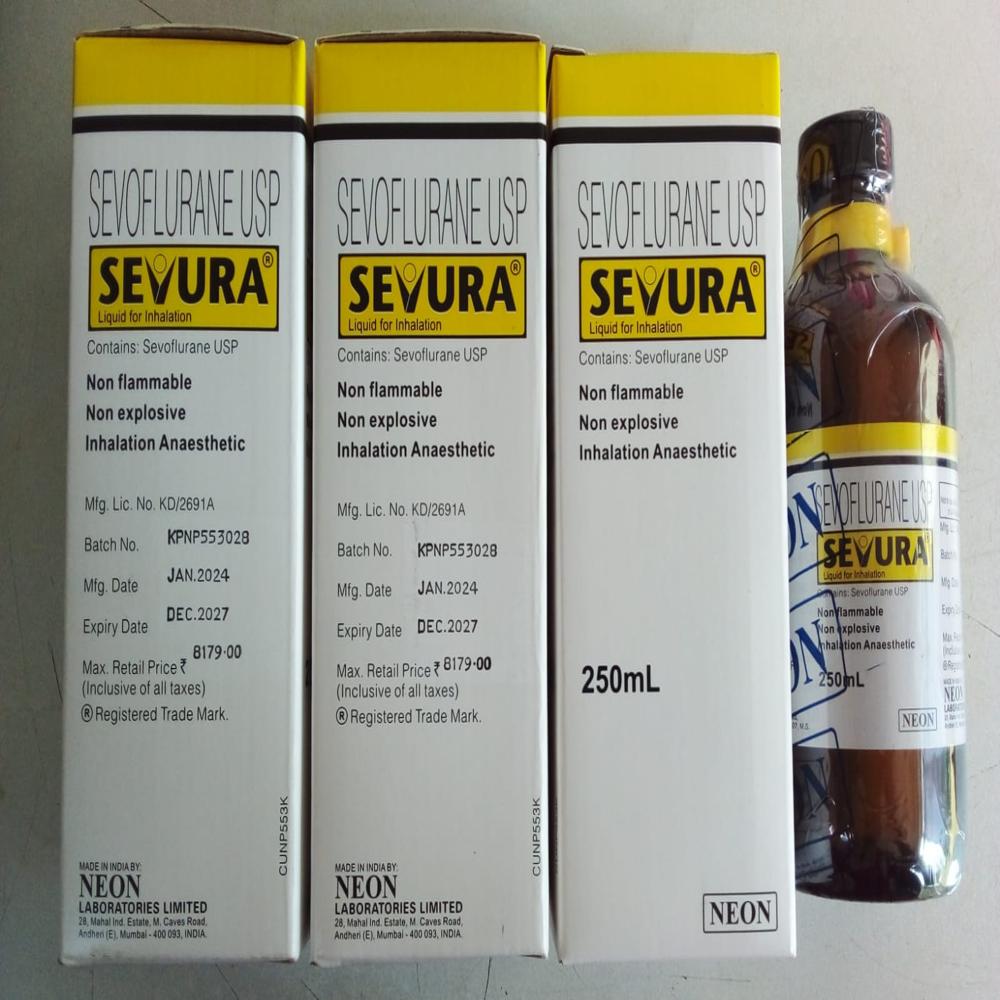 SEVOFLURANE USP
SEVURA®
Liquid for Inhalation
Contains: Sevoflurane USP
Non flammable
Non explosive
Inhalation Anaesthetic
Mfg. Lic. No. KD/2691A
Batch No. KPNP553028
Mfg. Date JAN.2024
Expiry Date DEC.2027
Max. Retail Price ₹ 8179.00
(Inclusive of all taxes)
® Registered Trade Mark.
CUNP553K
MADE IN INDIA BY:
NEON
LABORATORIES LIMITED
28, Mahal Ind. Estate, M. Caves Road,
Andheri (E), Mumbai - 400 093, INDIA.
SEVOFLURANE USP
SEVURA®
Liquid for Inhalation
Contains: Sevoflurane USP
Non flammable
Non explosive
Inhalation Anaesthetic
Mfg. Lic. No. KD/2691A
Batch No. KPNP553028
Mfg. Date JAN.2024
Expiry Date DEC.2027
Max. Retail Price ₹ 8179.00
(Inclusive of all taxes)
® Registered Trade Mark.
CUNP553K
MADE IN INDIA BY:
NEON
LABORATORIES LIMITED
28, Mahal Ind. Estate, M. Caves Road,
Andheri (E), Mumbai - 400 093, INDIA.
SEVOFLURANE USP
SEVURA®
Liquid for Inhalation
Contains: Sevoflurane USP
Non flammable
Non explosive
Inhalation Anaesthetic
250mL
NEON
SEVOFLURANE USP
SEVURA®
Liquid for Inhalation
Contains: Sevoflurane USP
Non flammable
Non explosive
Inhalation Anaesthetic
250mL
NEON